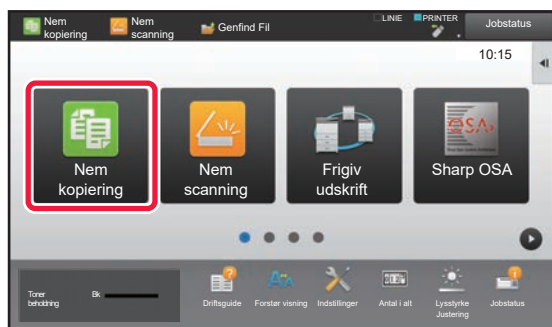 Nem
kopiering
Nem
scanning
Genfind Fil
LINIE
PRINTER
Jobstatus
10:15
Nem
kopiering
Nem
scanning
Frigiv
udskrift
OSA
Sharp OSA
Toner
beholdning
Bk
Driftsguide
Forstør visning
Indstillinger
Antal i alt
Lysstyrke
Justering
Jobstatus